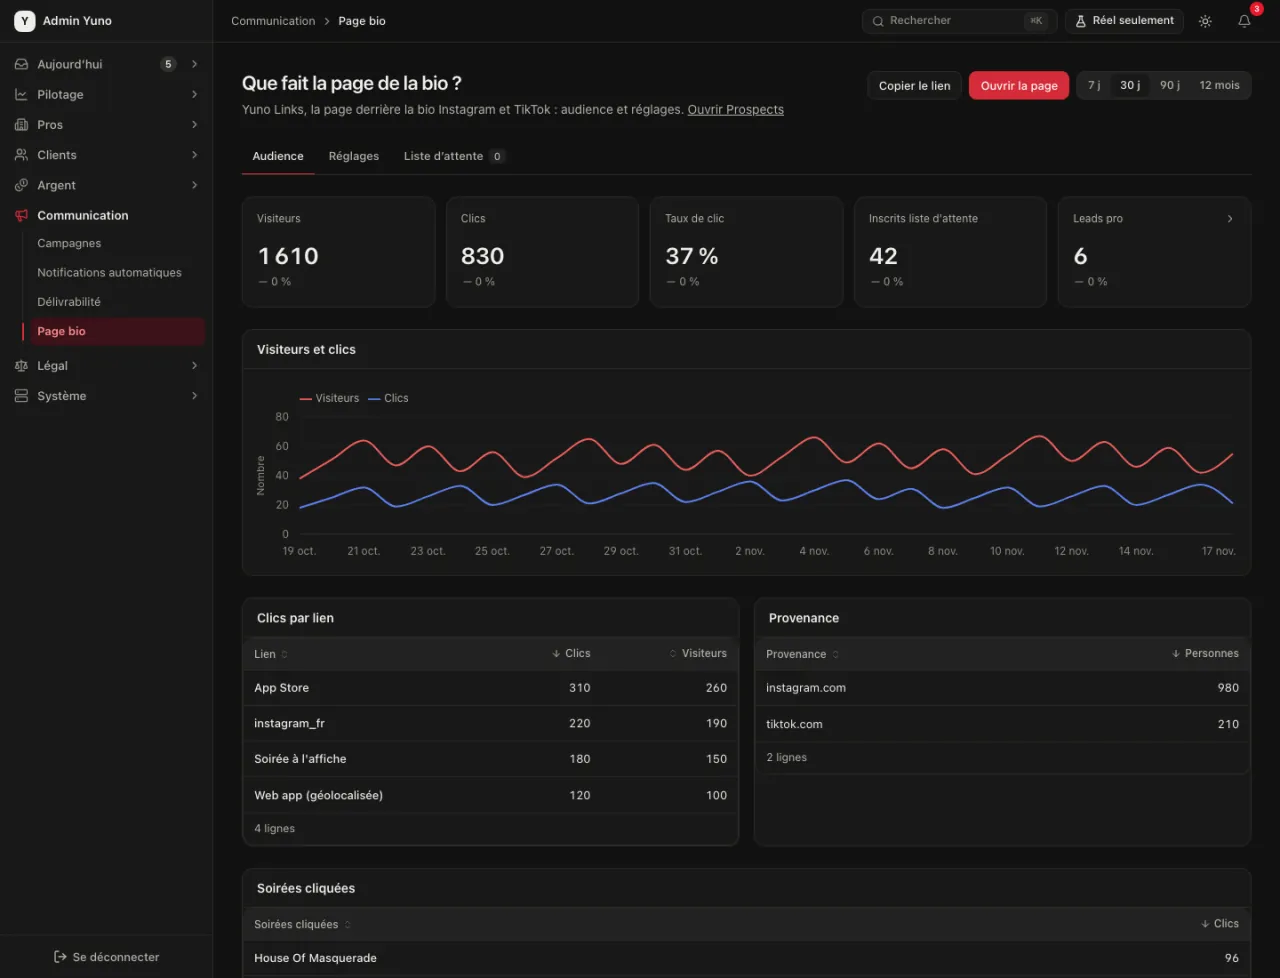 Y Admin Yuno
Communication > Page bio
Rechercher ⌘K
Réel seulement
3
Aujourd'hui 5
Pilotage
Pros
Clients
Argent
Communication
Campagnes
Notifications automatiques
Délivrabilité
Page bio
Légal
Système
Se déconnecter
Que fait la page de la bio ?
Yuno Links, la page derrière la bio Instagram et TikTok : audience et réglages. Ouvrir Prospects
Copier le lien
Ouvrir la page
7 j 30 j 90 j 12 mois
Audience Réglages Liste d'attente 0
Visiteurs
1 610
— 0 %
Clics
830
— 0 %
Taux de clic
37 %
— 0 %
Inscrits liste d'attente
42
— 0 %
Leads pro
6
— 0 %
Visiteurs et clics
Visiteurs Clics
Nombre
80
60
40
20
0
19 oct. 21 oct. 23 oct. 25 oct. 27 oct. 29 oct. 31 oct. 2 nov. 4 nov. 6 nov. 8 nov. 10 nov. 12 nov. 14 nov. 17 nov.
Clics par lien
Lien Clics Visiteurs
App Store 310 260
instagram_fr 220 190
Soirée à l'affiche 180 150
Web app (géolocalisée) 120 100
4 lignes
Provenance
Provenance Personnes
instagram.com 980
tiktok.com 210
2 lignes
Soirées cliquées
Soirées cliquées Clics
House Of Masquerade 96